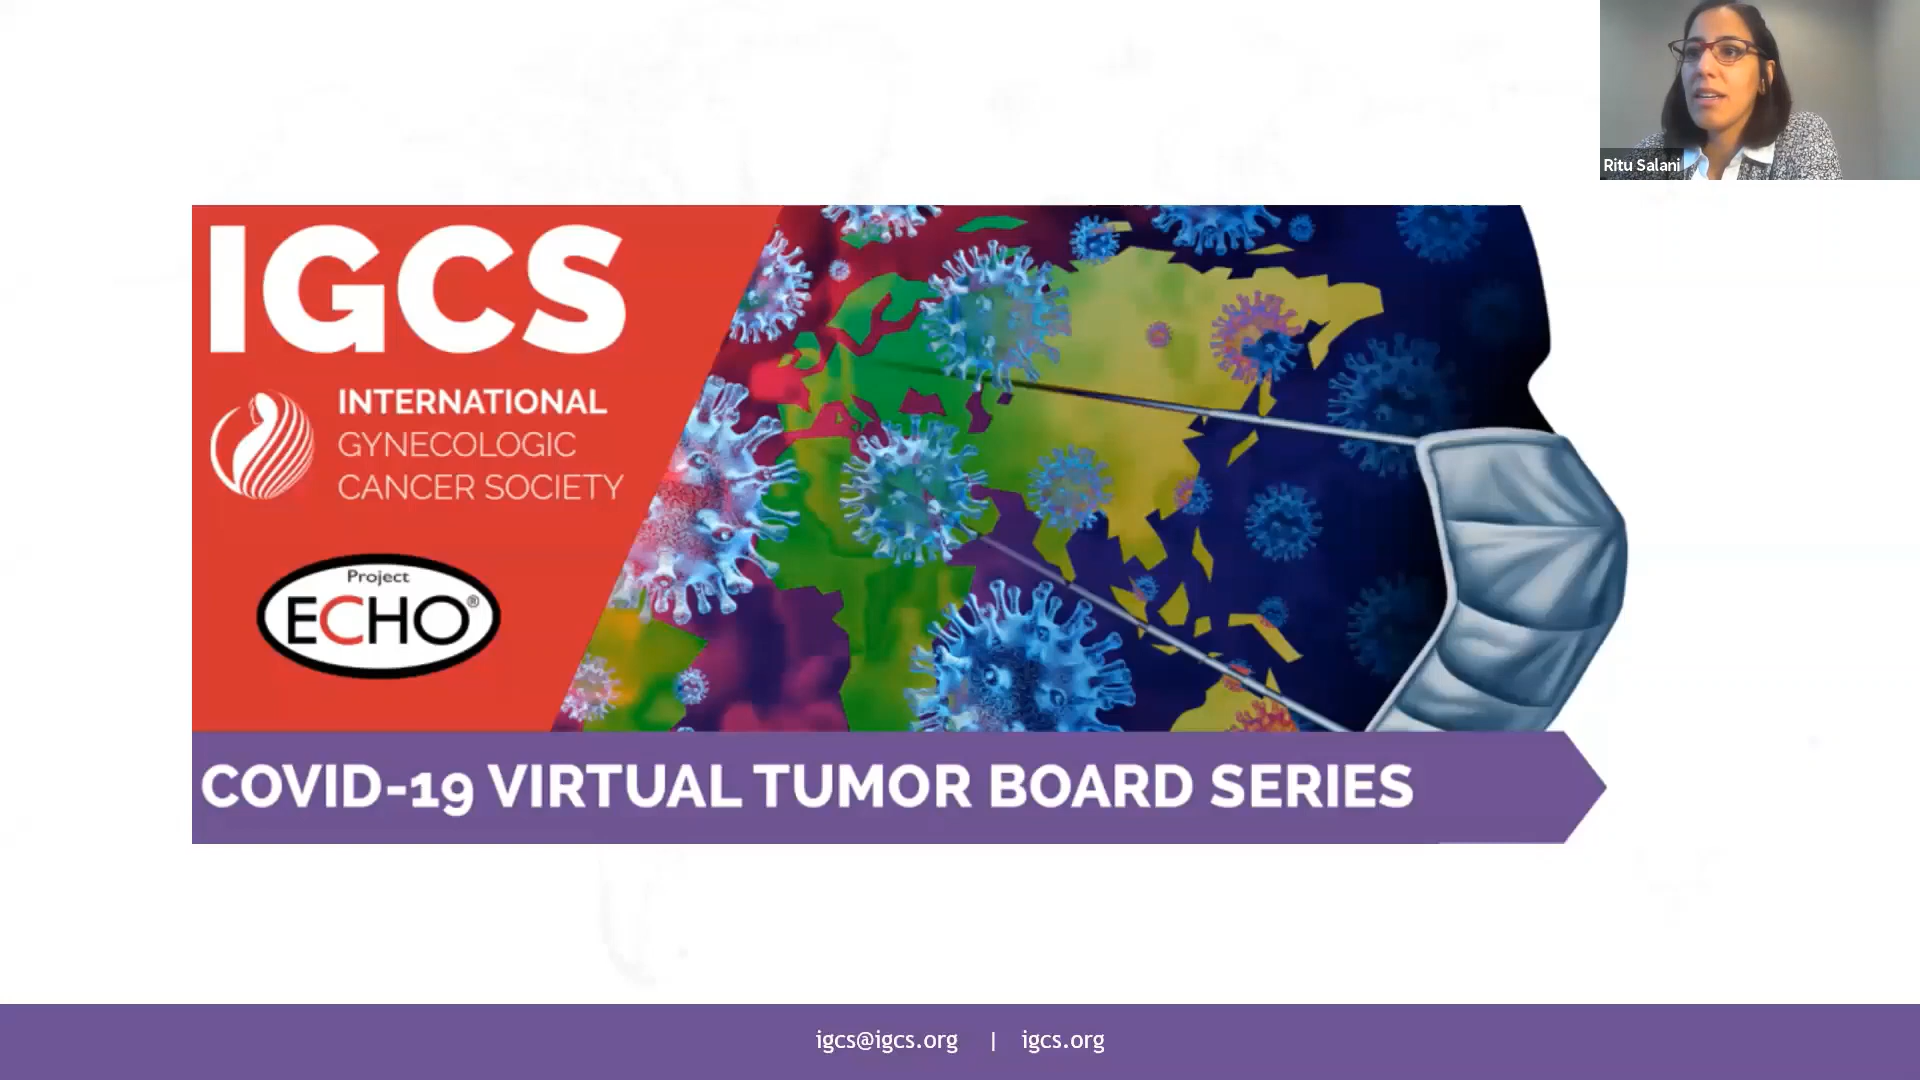 Ritu Salani
IGCS
INTERNATIONAL
GYNECOLOGIC
CANCER SOCIETY
Project
ECHO®
COVID-19 VIRTUAL TUMOR BOARD SERIES
igcs@igcs.org | igcs.org